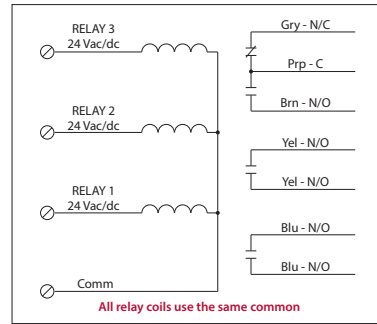 RELAY 3
24 Vac/dc
RELAY 2
24 Vac/dc
RELAY 1
24 Vac/dc
Comm
Gry - N/C
Prp - C
Brn - N/O
Yel - N/O
Yel - N/O
Blu - N/O
Blu - N/O
All relay coils use the same common